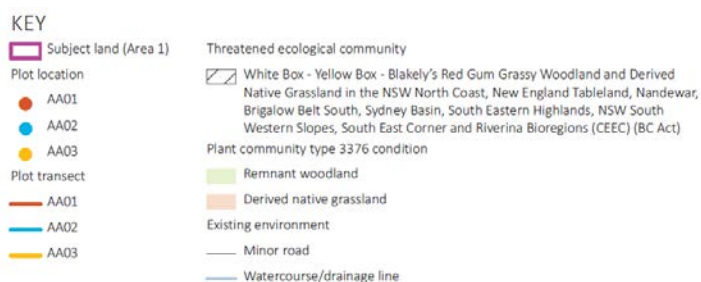 KEY
Subject land (Area 1)
Plot location
AA01
AA02
AA03
Plot transect
AA01
AA02
AA03
Threatened ecological community
White Box - Yellow Box - Blakely's Red Gum Grassy Woodland and Derived
Native Grassland in the NSW North Coast, New England Tableland, Nandewar,
Brigalow Belt South, Sydney Basin, South Eastern Highlands, NSW South
Western Slopes, South East Corner and Riverina Bioregions (CEEC) (BC Act)
Plant community type 3376 condition
Remnant woodland
Derived native grassland
Existing environment
Minor road
Watercourse/drainage line